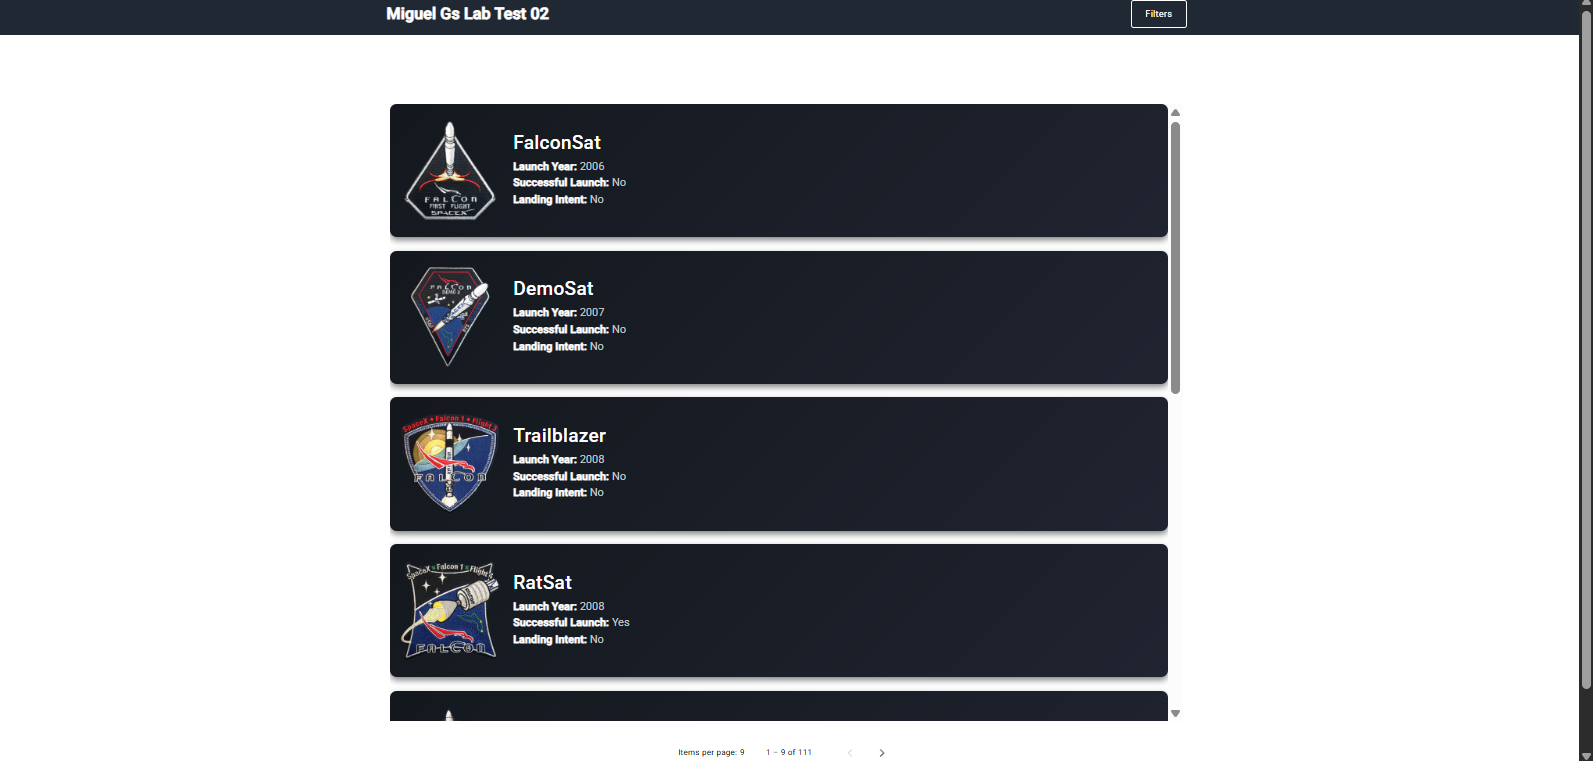 Miguel Gs Lab Test 02
Filters
FALCON
FIRST FLIGHT
SPACEX
FalconSat
Launch Year: 2006
Successful Launch: No
Landing Intent: No
FALCON
DEMO 2
DemoSat
Launch Year: 2007
Successful Launch: No
Landing Intent: No
SpaceX • Falcon 1 • Flight 3
FALCON
Trailblazer
Launch Year: 2008
Successful Launch: No
Landing Intent: No
SpaceX Falcon 1 Flight
FALCON
RatSat
Launch Year: 2008
Successful Launch: Yes
Landing Intent: No
Items per page: 9
1 – 9 of 111